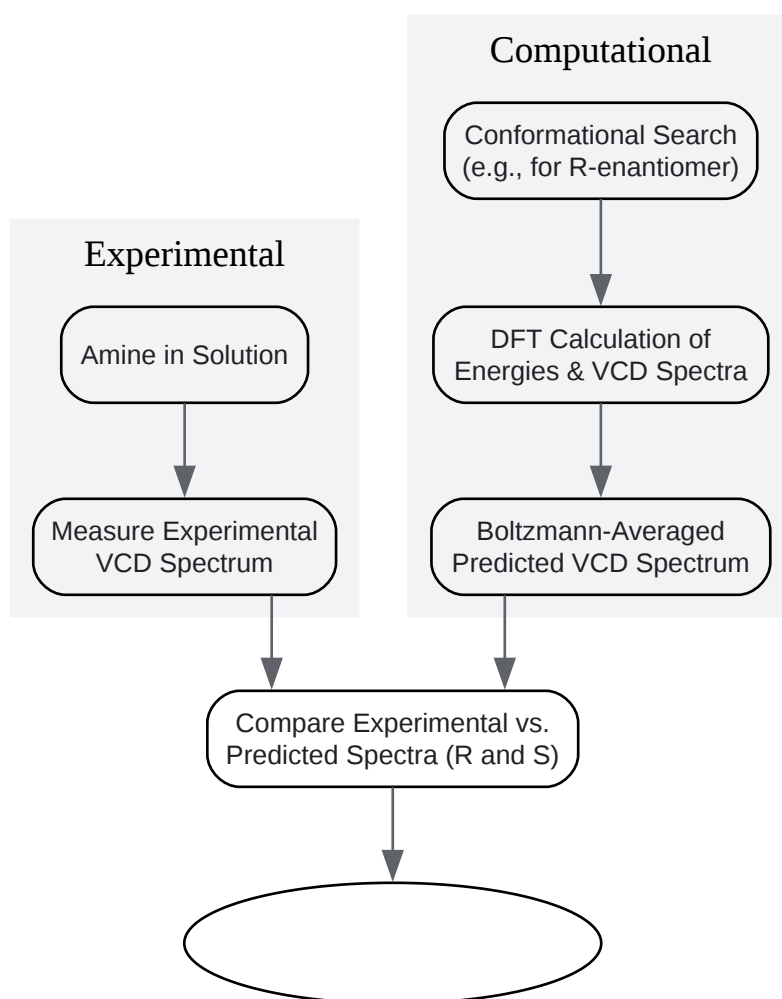 Computational
Conformational Search
(e.g., for R-enantiomer)
Experimental
Amine in Solution
DFT Calculation of
Energies & VCD Spectra
Measure Experimental
VCD Spectrum
Boltzmann-Averaged
Predicted VCD Spectrum
Compare Experimental vs.
Predicted Spectra (R and S)